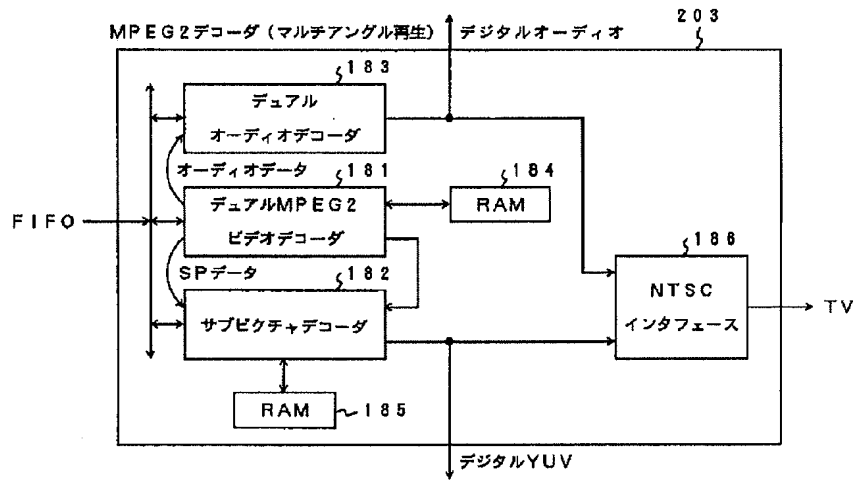 MPEG2デコーダ(マルチアングル再生)
デジタルオーディオ
203
183
デュアル
オーディオデコーダ
オーディオデータ
181
184
デュアルMPEG2
ビデオデコーダ
RAM
FIFO
186
SPデータ
182
NTSC
インタフェース
TV
サブピクチャデコーダ
RAM
185
デジタルYUV